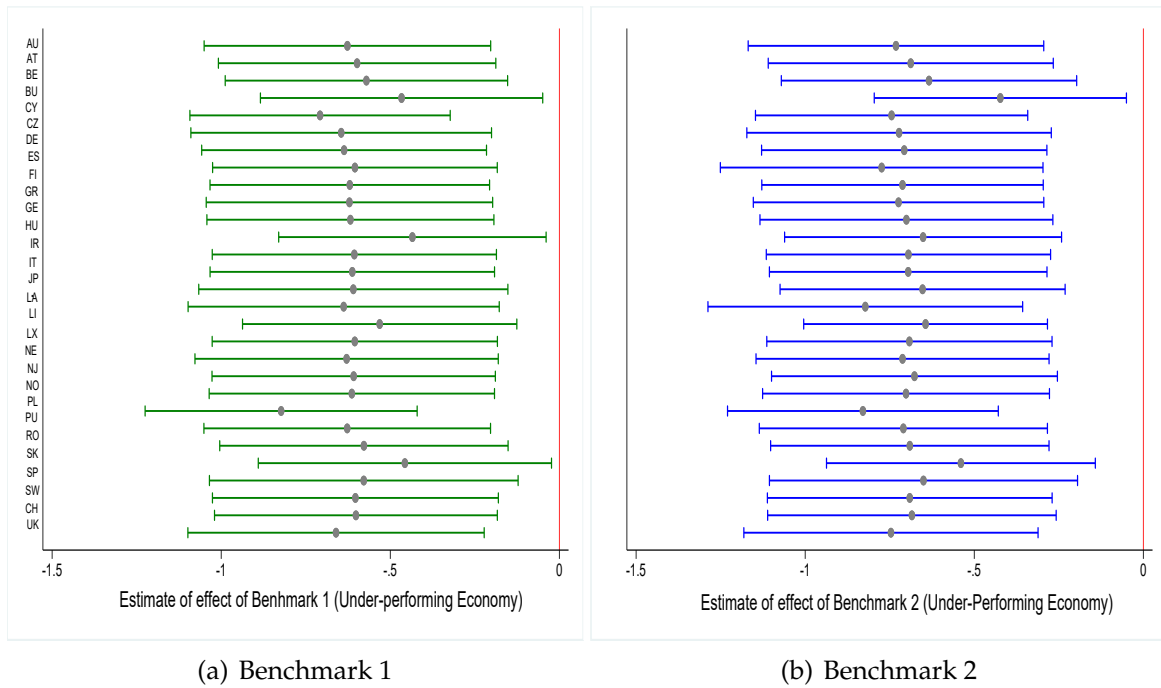 AU
AT
BE
BU
CY
CZ
DE
ES
FI
GR
GE
HU
IR
IT
JP
LA
LI
LX
NE
NJ
NO
PL
PU
RO
SK
SP
SW
CH
UK
-1.5 -1 -.5 0
Estimate of effect of Benhmark 1 (Under-performing Economy)
-1.5 -1 -.5 0
Estimate of effect of Benchmark 2 (Under-Performing Economy)
(a) Benchmark 1
(b) Benchmark 2